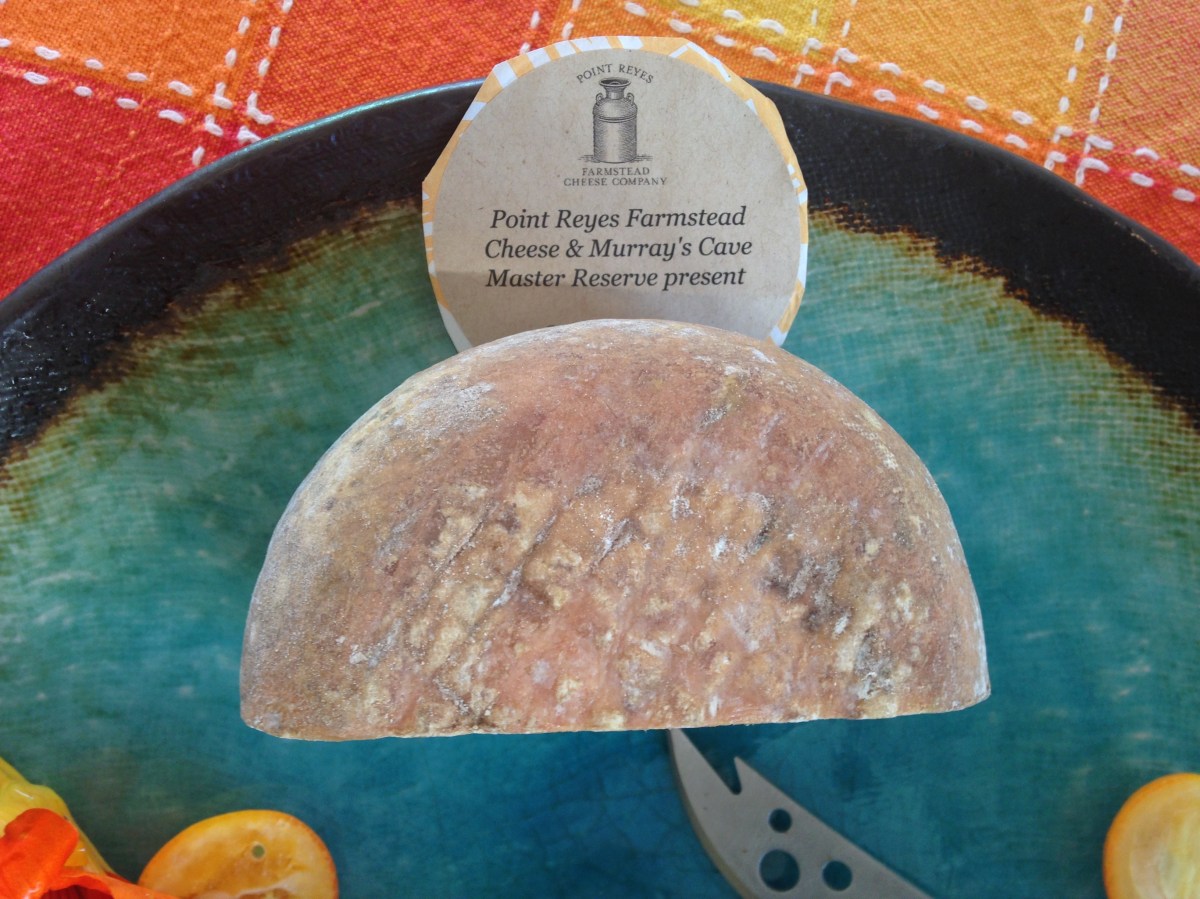 POINT REYES
FARMSTEAD
CHEESE COMPANY
Point Reyes Farmstead
Cheese & Murray's Cave
Master Reserve present